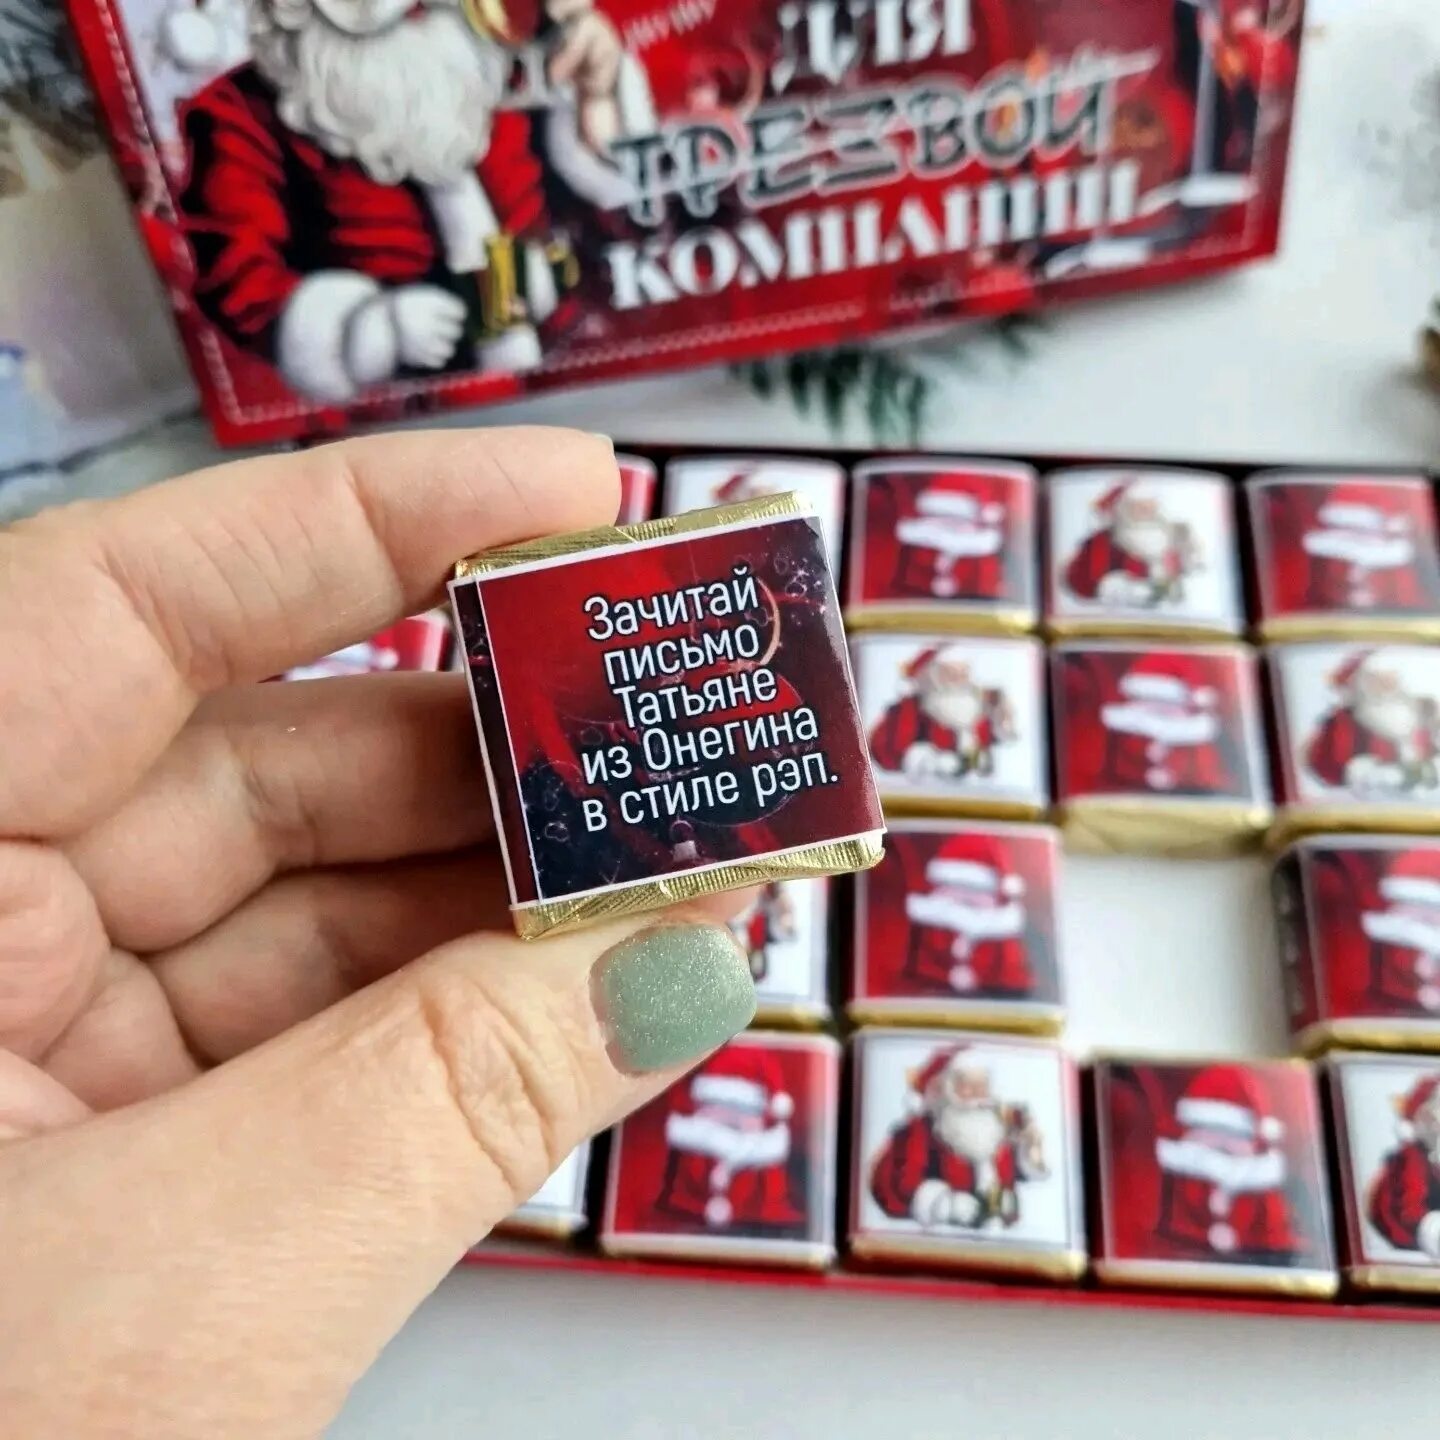 ДЛЯ
ТРЕЗВОЙ
КОМПАНИИ
Зачитай
письмо
Татьяне
из Онегина
в стиле рэп.